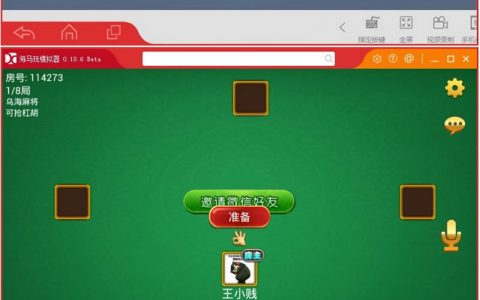 指定按键 全屏 视频录制 手机
海马玩模拟器 0.10.6 Beta
房号: 114273
1/8局
乌海麻将
可抢杠胡
邀请微信好友
准备
房主
王小贱